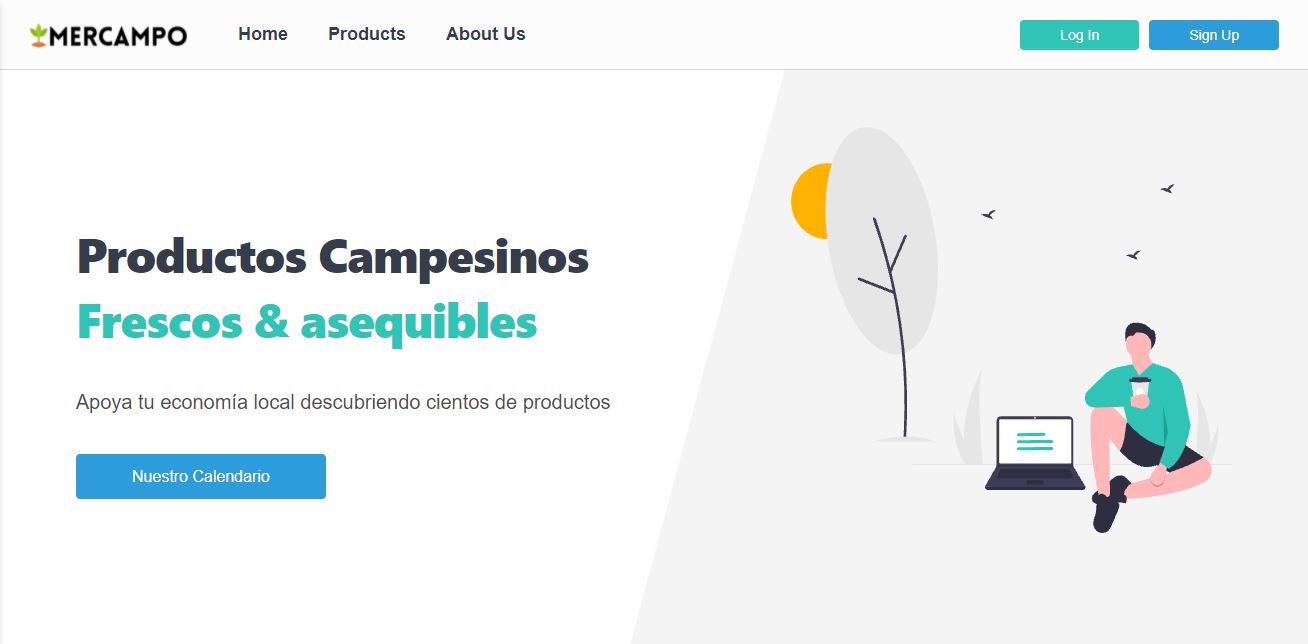 MERCAMPO
Home
Products
About Us
Log In
Sign Up
Productos Campesinos
Frescos & asequibles
Apoya tu economía local descubriendo cientos de productos
Nuestro Calendario